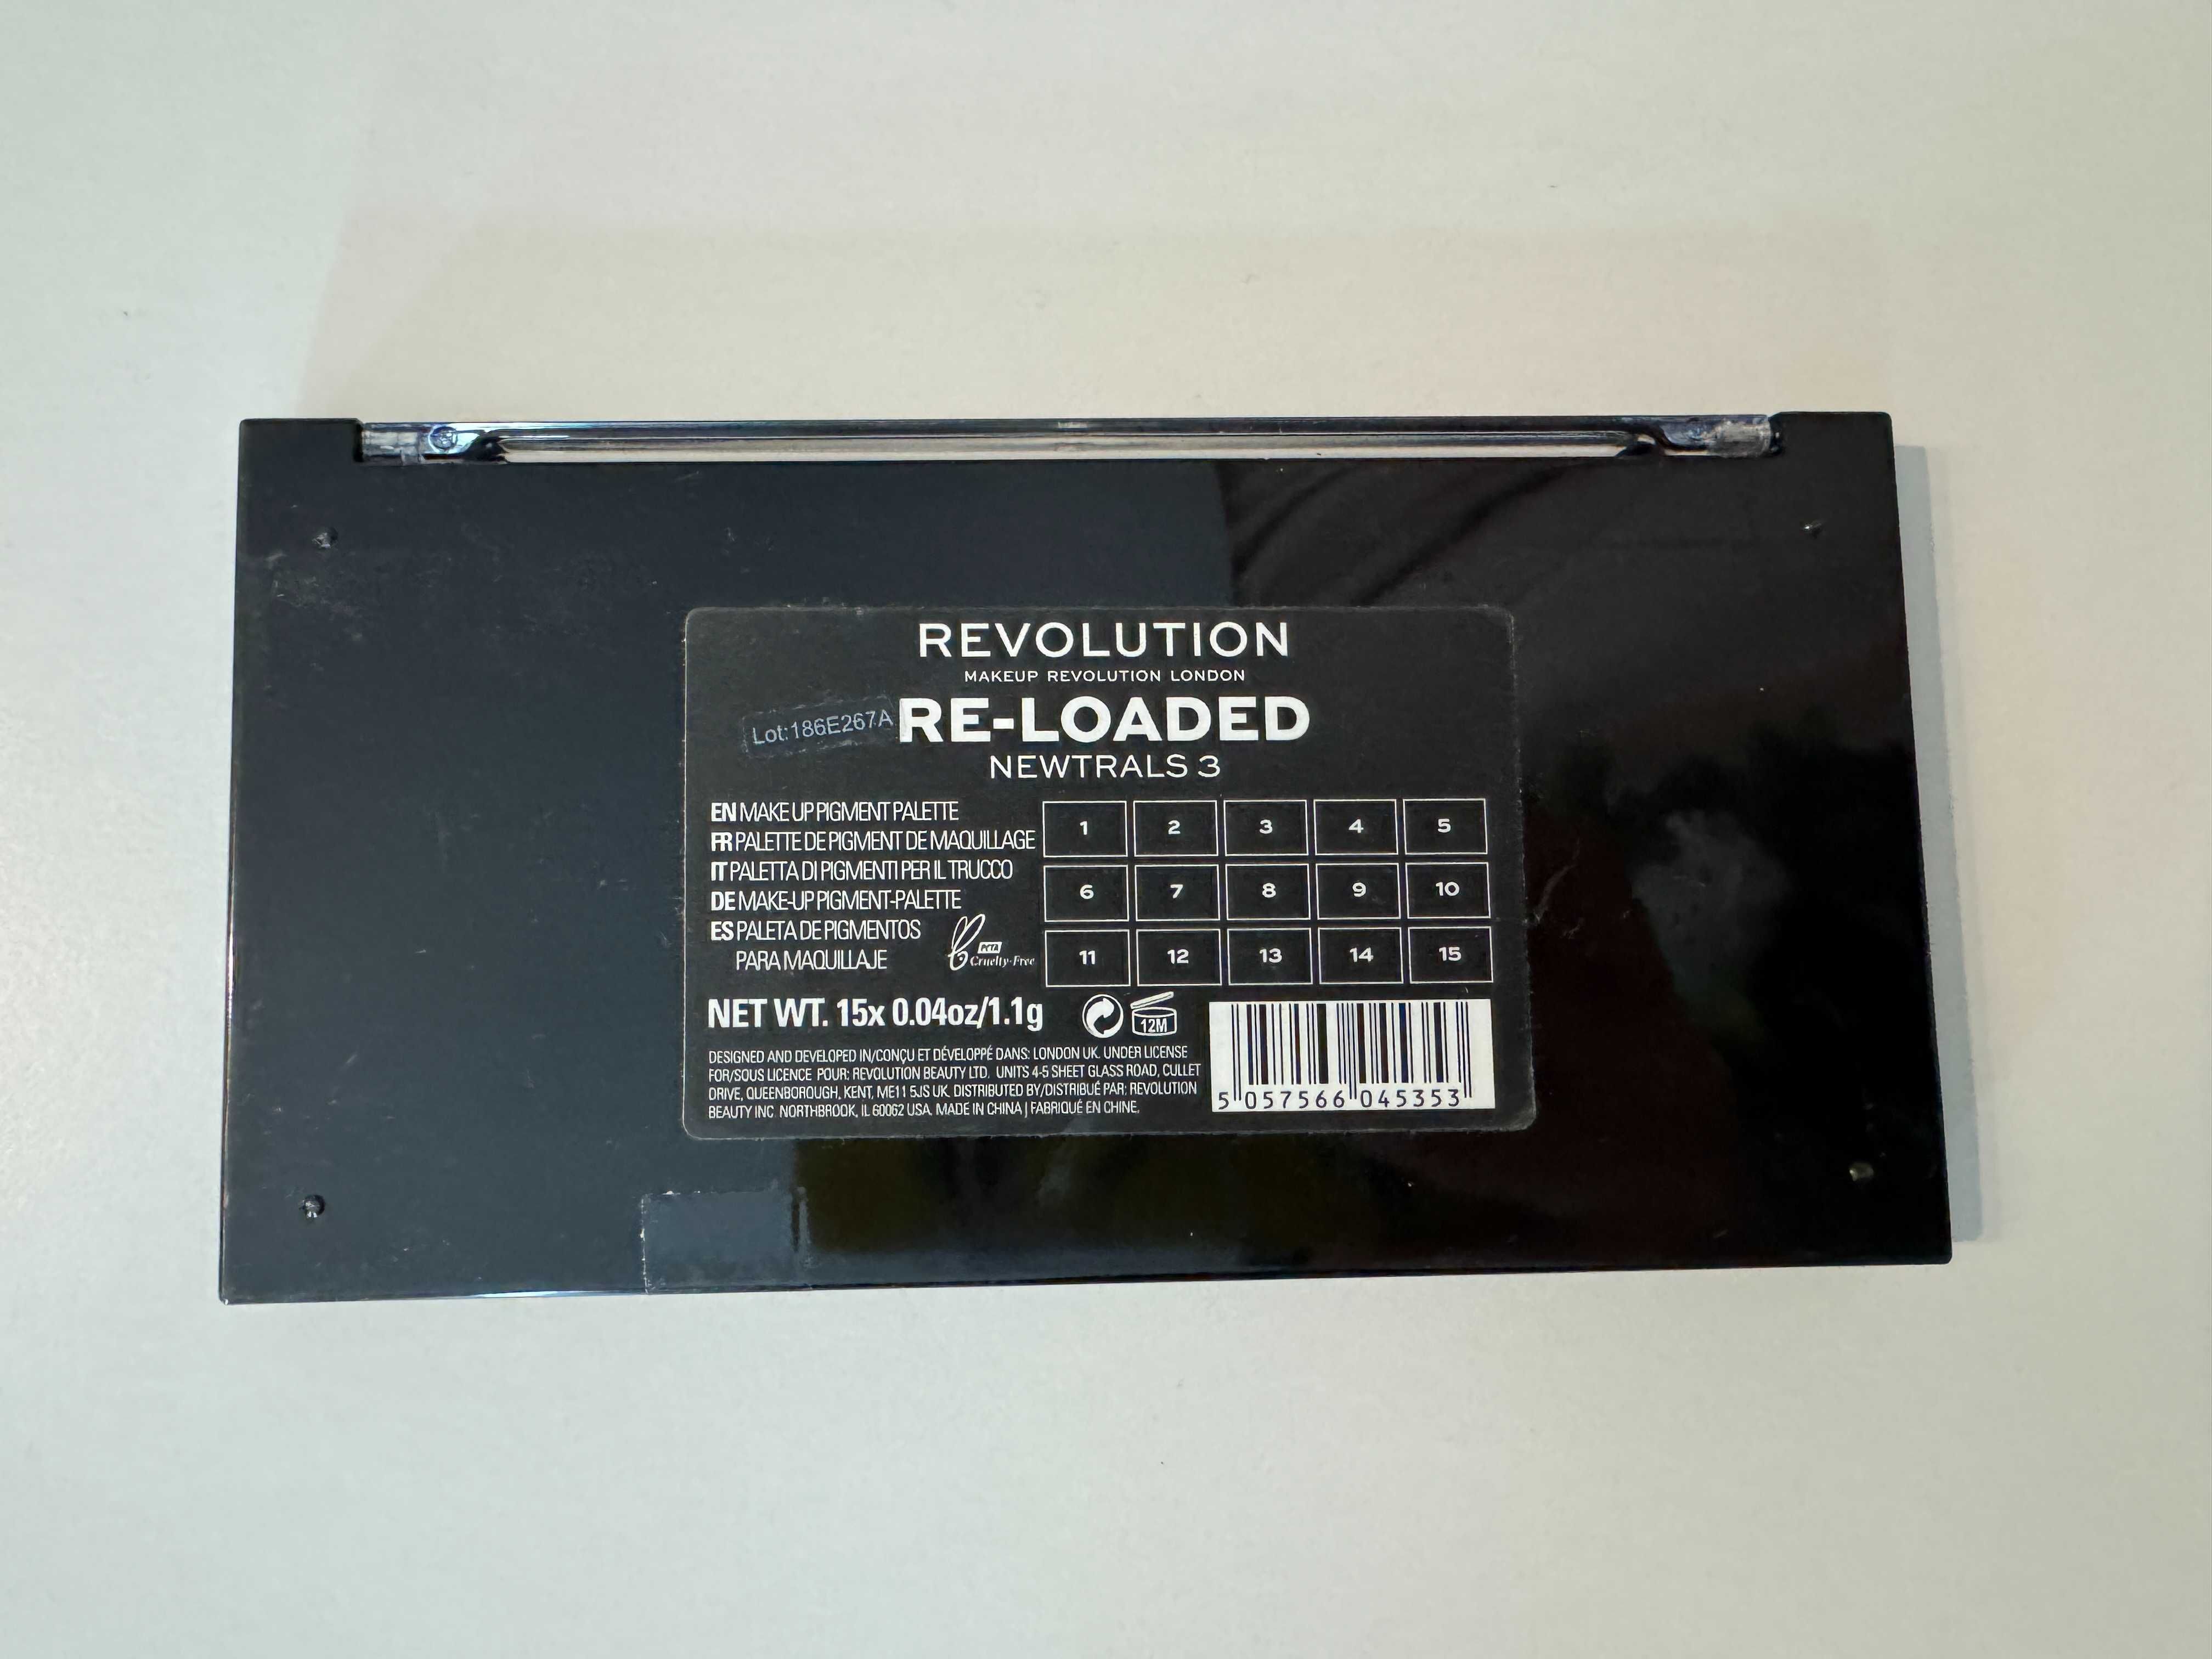 REVOLUTION
MAKEUP REVOLUTION LONDON
Lot:186E267A
RE-LOADED
NEWTRALS 3
EN MAKE UP PIGMENT PALETTE
FR PALETTE DE PIGMENT DE MAQUILLAGE
IT PALETTA DI PIGMENTI PER IL TRUCCO
DE MAKE-UP PIGMENT-PALETTE
ES PALETA DE PIGMENTOS
PARA MAQUILLAJE
PETA
Cruelty-Free
1 2 3 4 5
6 7 8 9 10
11 12 13 14 15
NET WT. 15x 0.04oz/1.1g
12M
DESIGNED AND DEVELOPED IN/CONÇU ET DÉVELOPPÉ DANS: LONDON UK. UNDER LICENSE
FOR/SOUS LICENCE POUR: REVOLUTION BEAUTY LTD. UNITS 4-5 SHEET GLASS ROAD, CULLET
DRIVE, QUEENBOROUGH, KENT, ME11 5JS UK. DISTRIBUTED BY/DISTRIBUÉ PAR: REVOLUTION
BEAUTY INC. NORTHBROOK, IL 60062 USA. MADE IN CHINA | FABRIQUÉ EN CHINE.
5 057566 045353